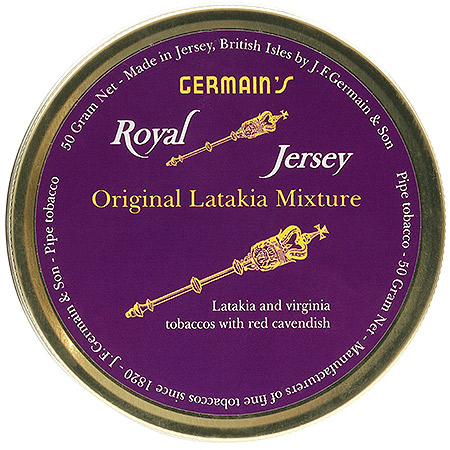 50 Gram Net - Made in Jersey, British Isles by J.F.Germain & Son
GERMAIN'S
Royal
Jersey
Original Latakia Mixture
Latakia and virginia
tobaccos with red cavendish
Pipe tobacco - 50 Gram Net - Manufacturers of fine tobaccos since 1820 - J.F.Germain & Son - Pipe tobacco